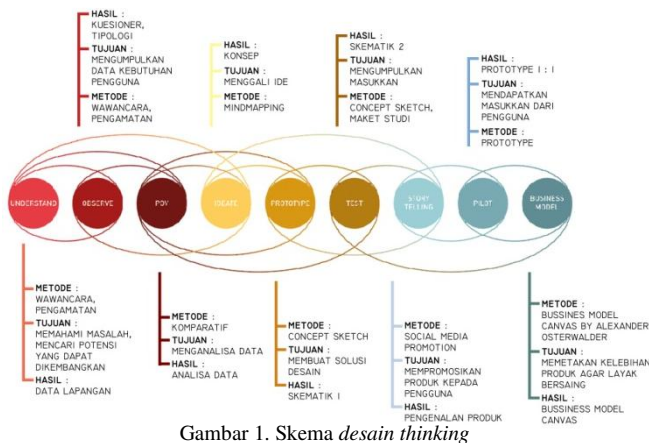 HASIL :
KUESIONER,
TIPOLOGI
TUJUAN :
MENGUMPULKAN
DATA KEBUTUHAN
PENGGUNA
METODE :
WAWANCARA,
PENGAMATAN
HASIL :
KONSEP
TUJUAN :
MENGGALI IDE
METODE :
MINDMAPPING
HASIL :
SKEMATIK 2
TUJUAN :
MENGUMPULKAN
MASUKKAN
METODE :
CONCEPT SKETCH,
MAKET STUDI
HASIL :
PROTOTYPE 1 : 1
TUJUAN :
MENDAPATKAN
MASUKKAN DARI
PENGGUNA
METODE :
PROTOTYPE
UNDERSTAND
OBSERVE
POV
IDEATE
PROTOTYPE
TEST
STORY
TELLING
PILOT
BUSINESS
MODEL
METODE :
WAWANCARA,
PENGAMATAN
TUJUAN :
MEMAHAMI MASALAH,
MENCARI POTENSI
YANG DAPAT
DIKEMBANGKAN
HASIL :
DATA LAPANGAN
METODE :
KOMPARATIF
TUJUAN :
MENGANALISA DATA
HASIL :
ANALISA DATA
METODE :
CONCEPT SKETCH
TUJUAN :
MEMBUAT SOLUSI
DESAIN
HASIL :
SKEMATIK 1
METODE :
SOCIAL MEDIA
PROMOTION
TUJUAN :
MEMPROMOSIKAN
PRODUK KEPADA
PENGGUNA
HASIL :
PENGENALAN PRODUK
METODE :
BUSSINES MODEL
CANVAS BY ALEXANDER
OSTERWALDER
TUJUAN :
MEMETAKAN KELEBIHAN
PRODUK AGAR LAYAK
BERSAING
HASIL :
BUSSINESS MODEL
CANVAS
Gambar 1. Skema desain thinking